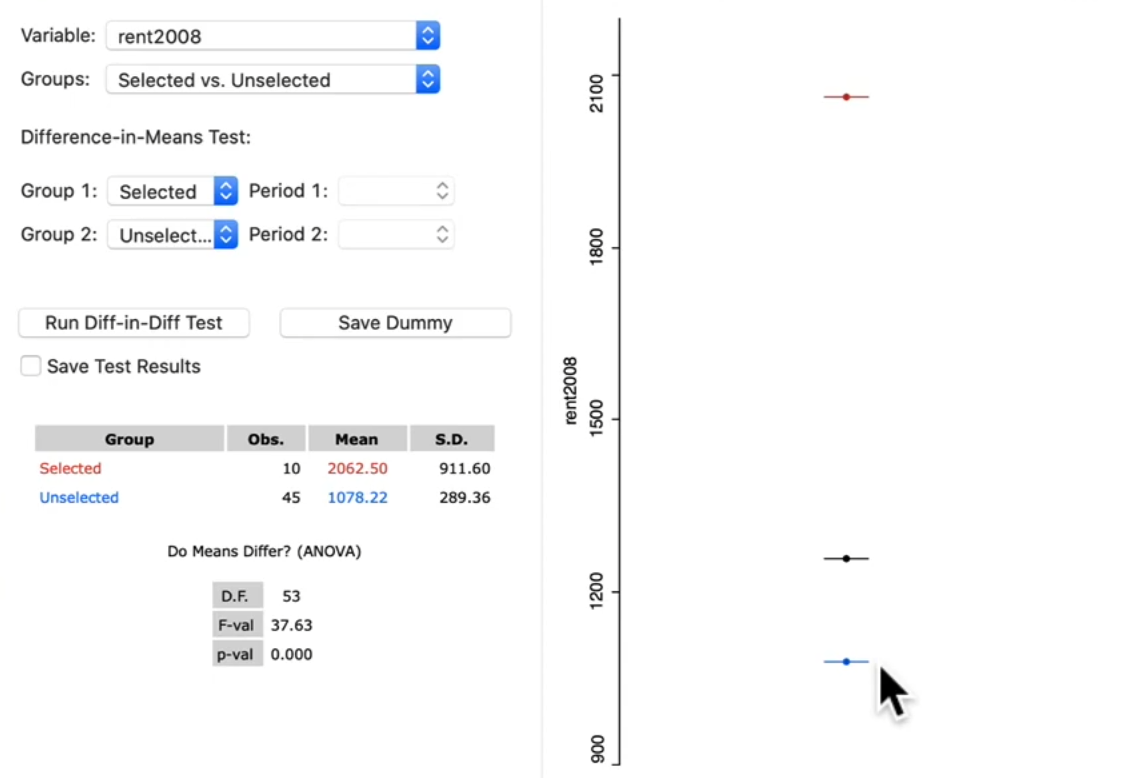 Variable: rent2008
Groups: Selected vs. Unselected
Difference-in-Means Test:
Group 1: Selected Period 1:
Group 2: Unselect... Period 2:
Run Diff-in-Diff Test Save Dummy
Save Test Results
Group Obs. Mean S.D.
Selected 10 2062.50 911.60
Unselected 45 1078.22 289.36
Do Means Differ? (ANOVA)
D.F. 53
F-val 37.63
p-val 0.000
rent2008
2100
1800
1500
1200
900